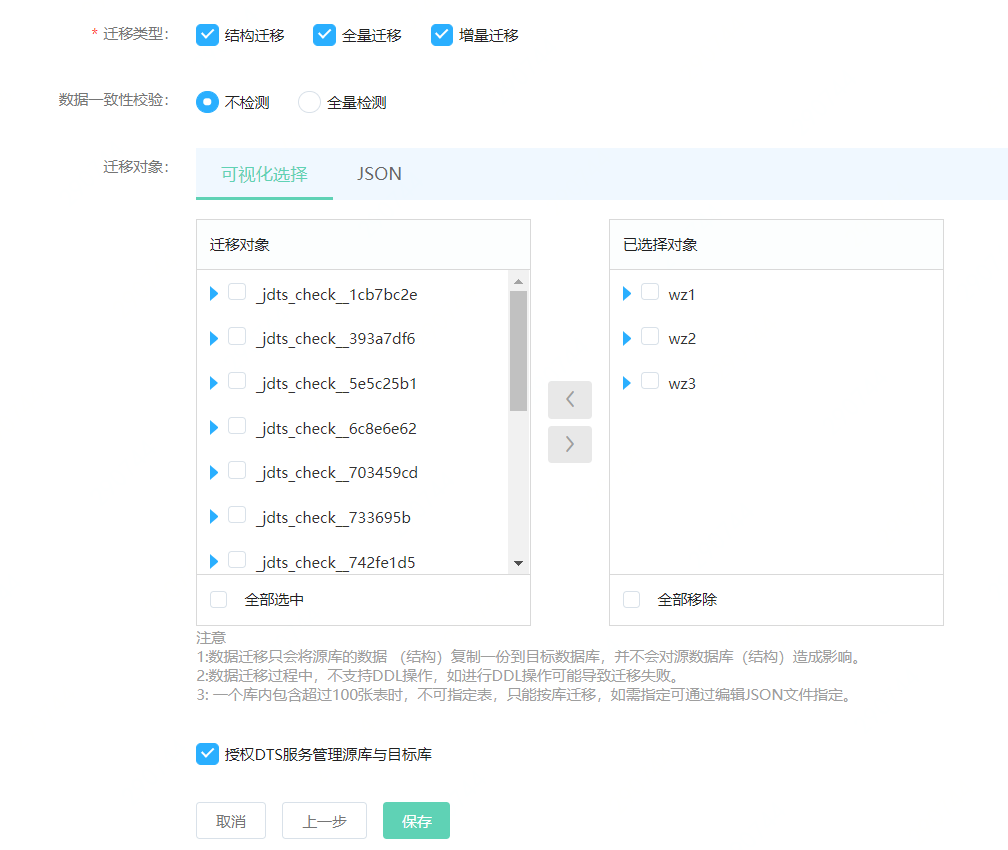 * 迁移类型: 结构迁移 全量迁移 增量迁移
数据一致性校验: 不检测 全量检测
迁移对象: 可视化选择 JSON
迁移对象 已选择对象
_jdts_check__1cb7bc2e wz1
_jdts_check__393a7df6 wz2
_jdts_check__5e5c25b1 wz3
_jdts_check__6c8e6e62
_jdts_check__703459cd
_jdts_check__733695b
_jdts_check__742fe1d5
全部选中 全部移除
注意
1:数据迁移只会将源库的数据 （结构）复制一份到目标数据库，并不会对源数据库（结构）造成影响。
2:数据迁移过程中，不支持DDL操作，如进行DDL操作可能导致迁移失败。
3: 一个库内包含超过100张表时，不可指定表，只能按库迁移，如需指定可通过编辑JSON文件指定。
授权DTS服务管理源库与目标库
取消 上一步 保存